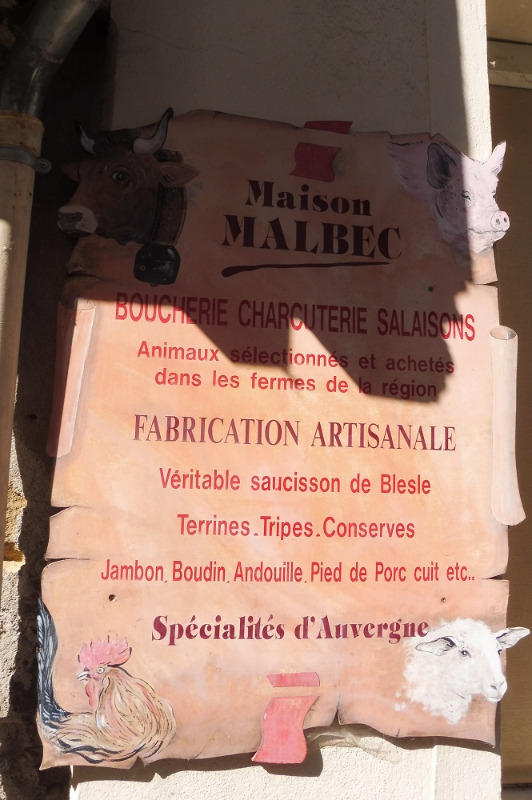 Maison
MALBEC
BOUCHERIE CHARCUTERIE SALAISONS
Animaux sélectionnés et achetés
dans les fermes de la région
FABRICATION ARTISANALE
Véritable saucisson de Blesle
Terrines.Tripes.Conserves
Jambon, Boudin, Andouille, Pied de Porc cuit etc..
Spécialités d'Auvergne